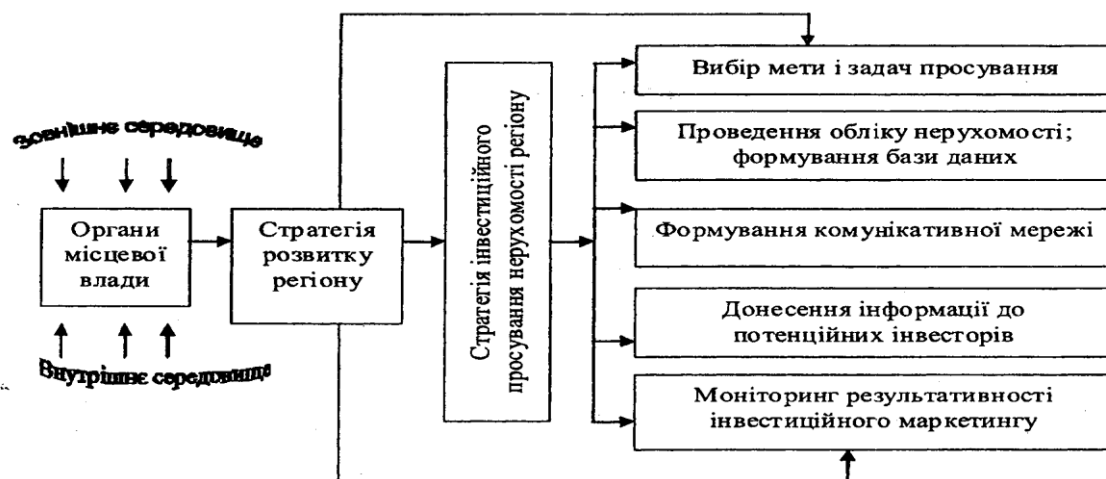 Зовнішнє середовище
Органи
місцевої
влади
Внутрішнє середовище
Стратегія
розвитку
регіону
Стратегія інвестиційного
просування нерухомості регіону
Вибір мети і задач просування
Проведення обліку нерухомості;
формування бази даних
Формування комунікативної мережі
Донесення інформації до
потенційних інвесторів
Моніторинг результативності
інвестиційного маркетингу